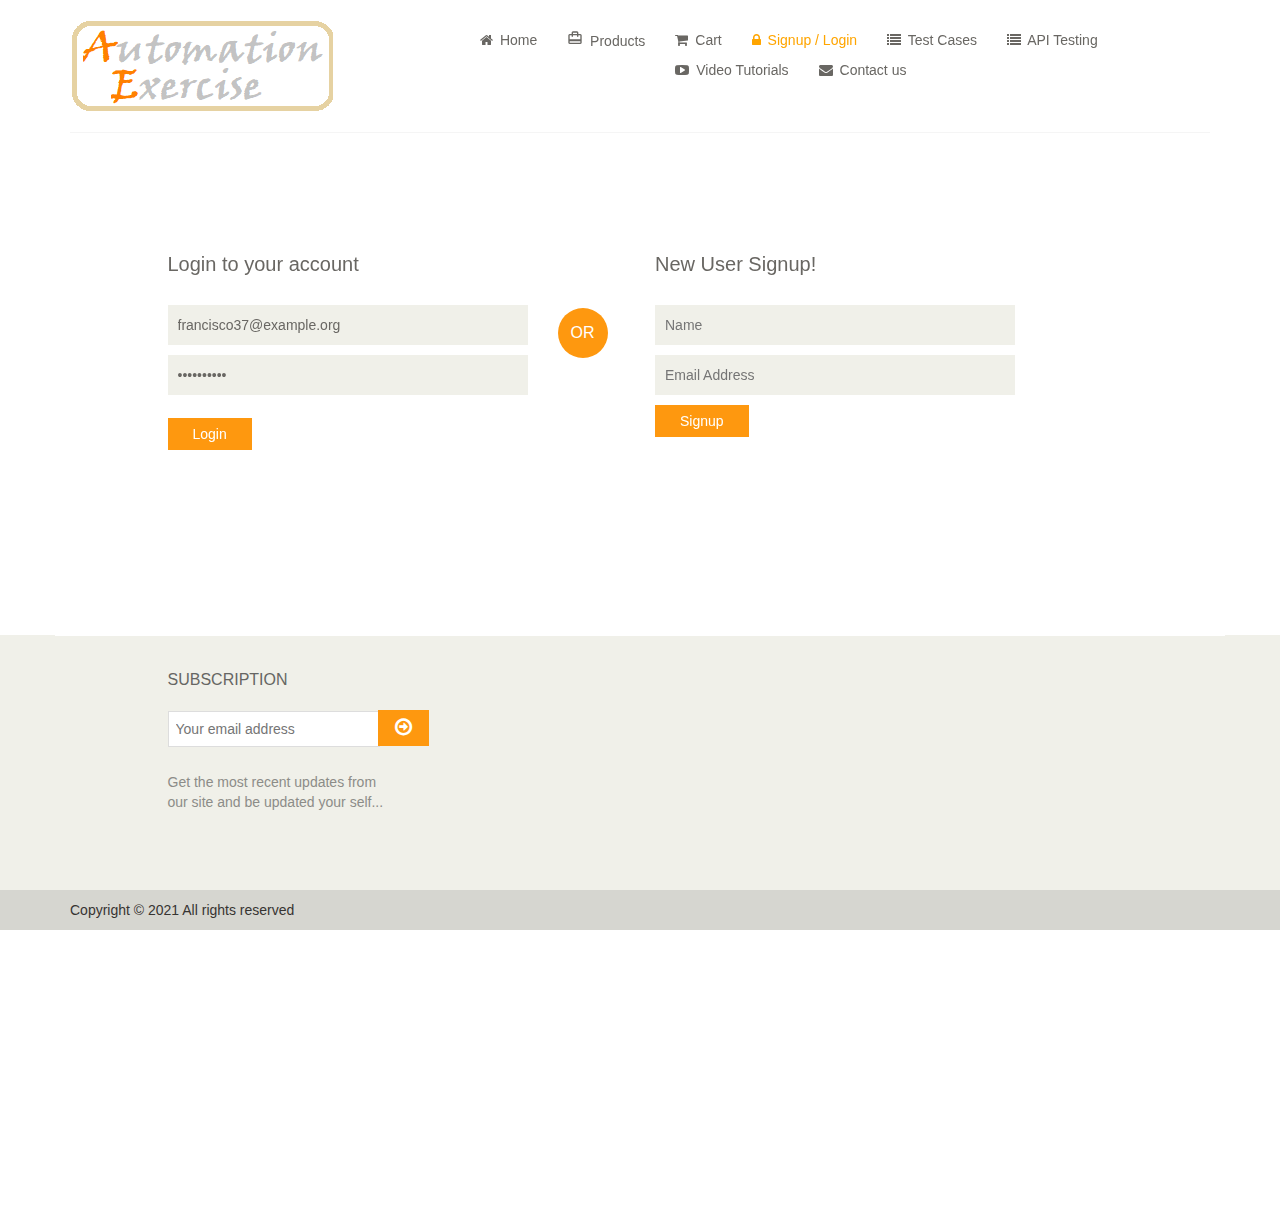 Automation
Exercise
Home
Products
Cart
Signup / Login
Test Cases
API Testing
Video Tutorials
Contact us
Login to your account
francisco37@example.org
••••••••••
Login
OR
New User Signup!
Name
Email Address
Signup
SUBSCRIPTION
Your email address
Get the most recent updates from
our site and be updated your self...
Copyright © 2021 All rights reserved